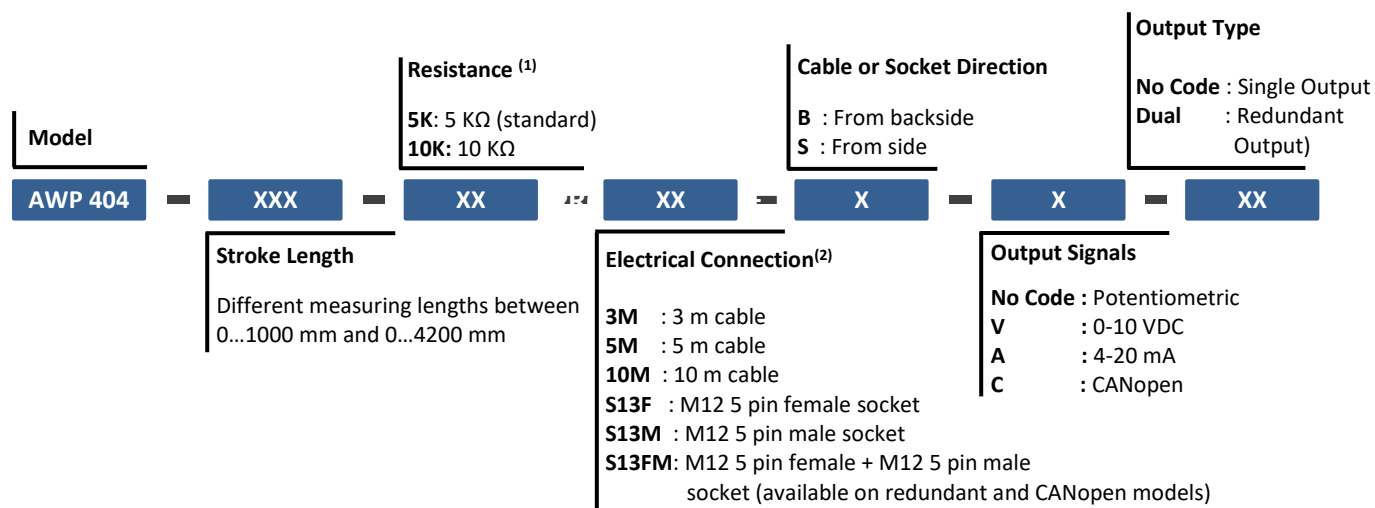 Output Type
No Code : Single Output
Dual : Redundant
Output)
Cable or Socket Direction
B : From backside
S : From side
Resistance (1)
5K: 5 KΩ (standard)
10K: 10 KΩ
Model
AWP 404 – XXX – XX – XX – X – X – XX
Stroke Length
Different measuring lengths between
0…1000 mm and 0…4200 mm
Electrical Connection(2)
3M : 3 m cable
5M : 5 m cable
10M : 10 m cable
S13F : M12 5 pin female socket
S13M : M12 5 pin male socket
S13FM: M12 5 pin female + M12 5 pin male
socket (available on redundant and CANopen models)
Output Signals
No Code : Potentiometric
V : 0-10 VDC
A : 4-20 mA
C : CANopen